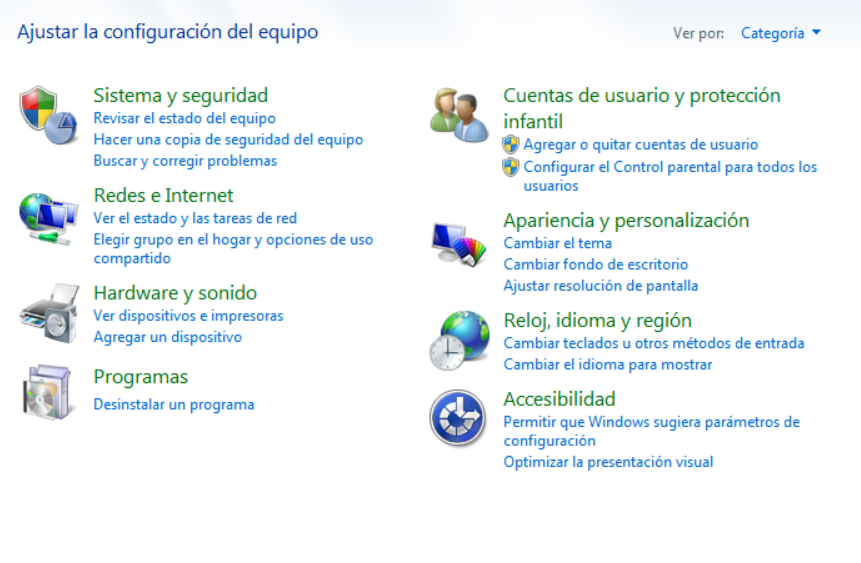 Ajustar la configuración del equipo
Ver por: Categoría
Sistema y seguridad
Revisar el estado del equipo
Hacer una copia de seguridad del equipo
Buscar y corregir problemas
Redes e Internet
Ver el estado y las tareas de red
Elegir grupo en el hogar y opciones de uso
compartido
Hardware y sonido
Ver dispositivos e impresoras
Agregar un dispositivo
Programas
Desinstalar un programa
Cuentas de usuario y protección
infantil
Agregar o quitar cuentas de usuario
Configurar el Control parental para todos los
usuarios
Apariencia y personalización
Cambiar el tema
Cambiar fondo de escritorio
Ajustar resolución de pantalla
Reloj, idioma y región
Cambiar teclados u otros métodos de entrada
Cambiar el idioma para mostrar
Accesibilidad
Permitir que Windows sugiera parámetros de
configuración
Optimizar la presentación visual